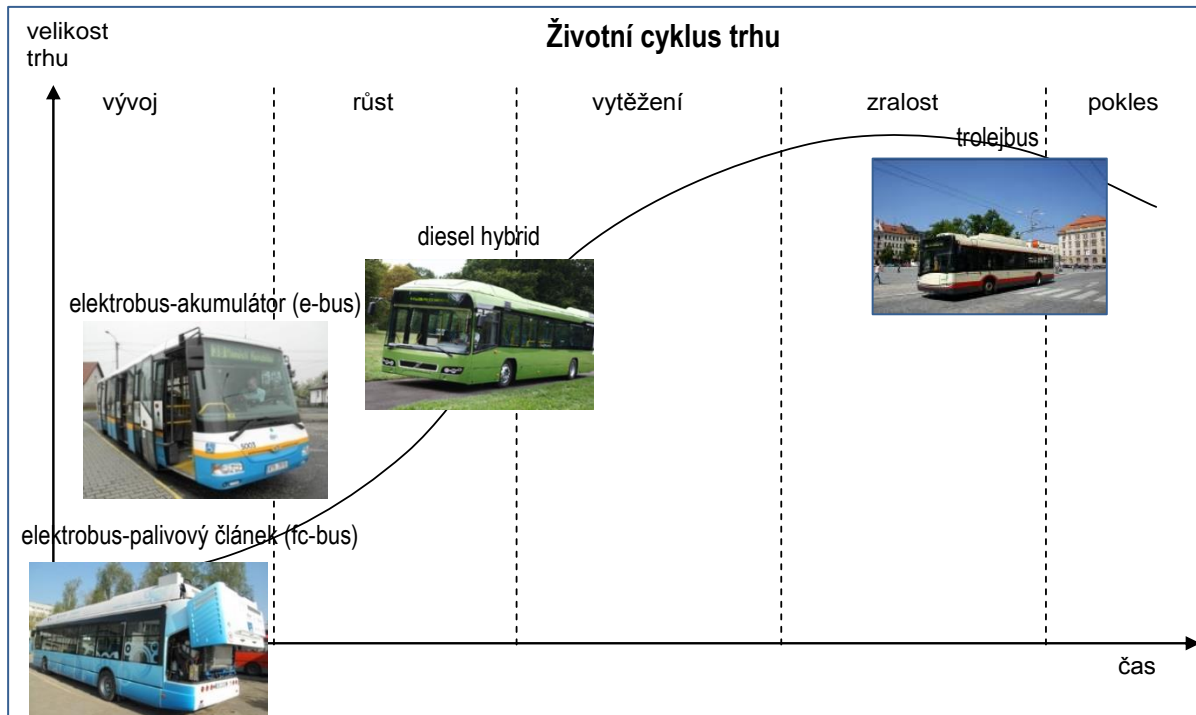 velikost
trhu
Životní cyklus trhu
vývoj
růst
vytěžení
zralost
pokles
trolejbus
diesel hybrid
elektrobus-akumulátor (e-bus)
elektrobus-palivový článek (fc-bus)
čas